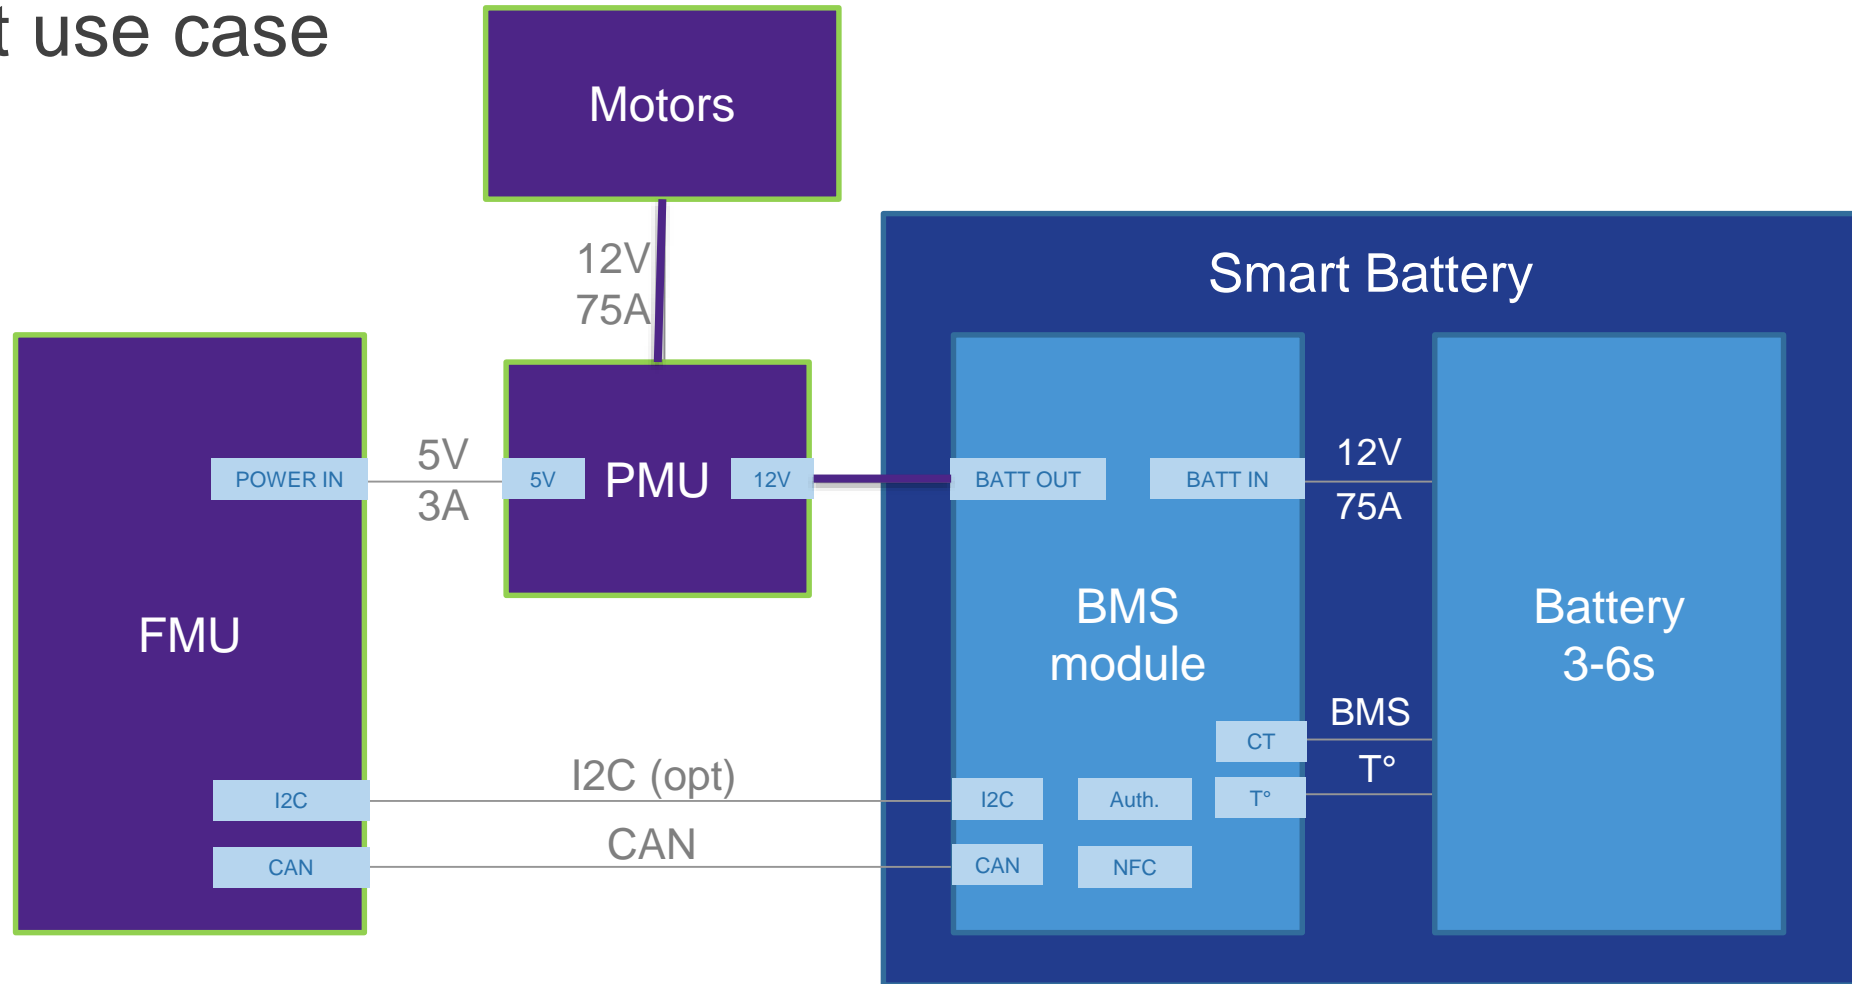 t use case
Motors
12V
75A
Smart Battery
POWER IN
5V
3A
5V
PMU
12V
BATT OUT
BATT IN
12V
75A
FMU
BMS
module
Battery
3-6s
BMS
T°
CT
T°
I2C
I2C (opt)
I2C
Auth.
CAN
CAN
CAN
NFC